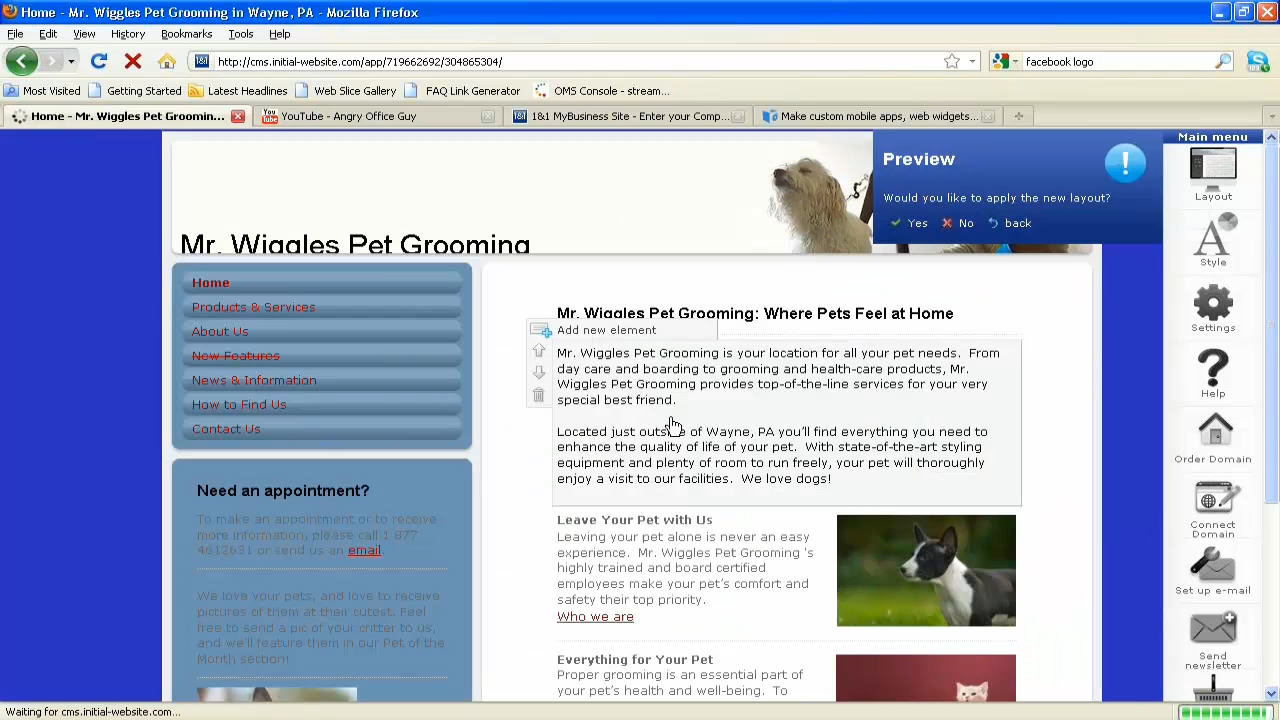 Home - Mr. Wiggles Pet Grooming in Wayne, PA - Mozilla Firefox
File Edit View History Bookmarks Tools Help
http://cms.initial-website.com/app/719662692/304865304/
facebook logo
Most Visited Getting Started Latest Headlines Web Slice Gallery FAQ Link Generator OMS Console - stream...
Home - Mr. Wiggles Pet Groomin... YouTube - Angry Office Guy 1&1 MyBusiness Site - Enter your Comp... Make custom mobile apps, web widgets...
Main menu
Preview
Would you like to apply the new layout?
Yes No back
Layout
Style
Settings
Help
Order Domain
Connect
Domain
Set up e-mail
Send
newsletter
Mr. Wiggles Pet Grooming
Home
Products & Services
About Us
New Features
News & Information
How to Find Us
Contact Us
Need an appointment?
To make an appointment or to receive
more information, please call 1 877
4612631 or send us an email.
We love your pets, and love to receive
pictures of them at their cutest. Feel
free to send a pic of your critter to us,
and we'll feature them in our Pet of the
Month section!
Mr. Wiggles Pet Grooming: Where Pets Feel at Home
Add new element
Mr. Wiggles Pet Grooming is your location for all your pet needs. From
day care and boarding to grooming and health-care products, Mr.
Wiggles Pet Grooming provides top-of-the-line services for your very
special best friend.
Located just outside of Wayne, PA you'll find everything you need to
enhance the quality of life of your pet. With state-of-the-art styling
equipment and plenty of room to run freely, your pet will thoroughly
enjoy a visit to our facilities. We love dogs!
Leave Your Pet with Us
Leaving your pet alone is never an easy
experience. Mr. Wiggles Pet Grooming 's
highly trained and board certified
employees make your pet's comfort and
safety their top priority.
Who we are
Everything for Your Pet
Proper grooming is an essential part of
your pet's health and well-being. To
Waiting for cms.initial-website.com...